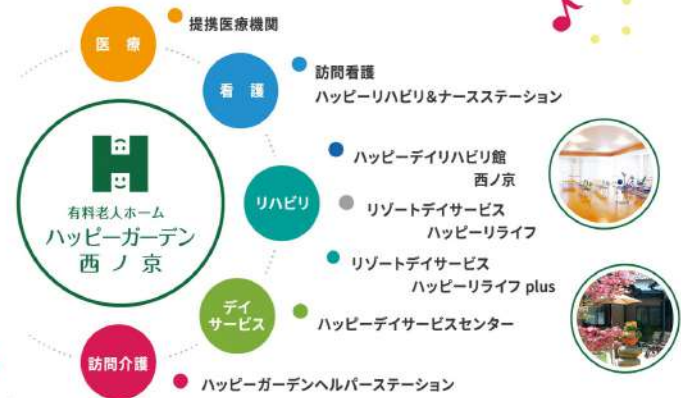 医 療
提携医療機関
看 護
訪問看護
ハッピーリハビリ&ナースステーション
有料老人ホーム
ハッピーガーデン
西ノ京
リハビリ
ハッピーデイリハビリ館
西ノ京
リゾートデイサービス
ハッピーリライフ
リゾートデイサービス
ハッピーリライフ plus
デイ
サービス
ハッピーデイサービスセンター
訪問介護
ハッピーガーデンヘルパーステーション